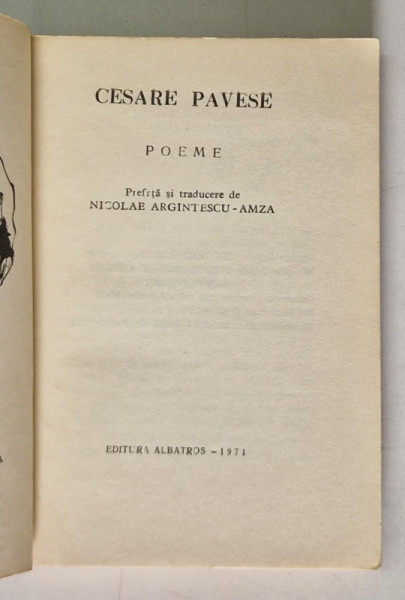 CESARE PAVESE
POEME
Prefață și traducere de
NICOLAE ARGINTESCU-AMZA
EDITURA ALBATROS - 1971